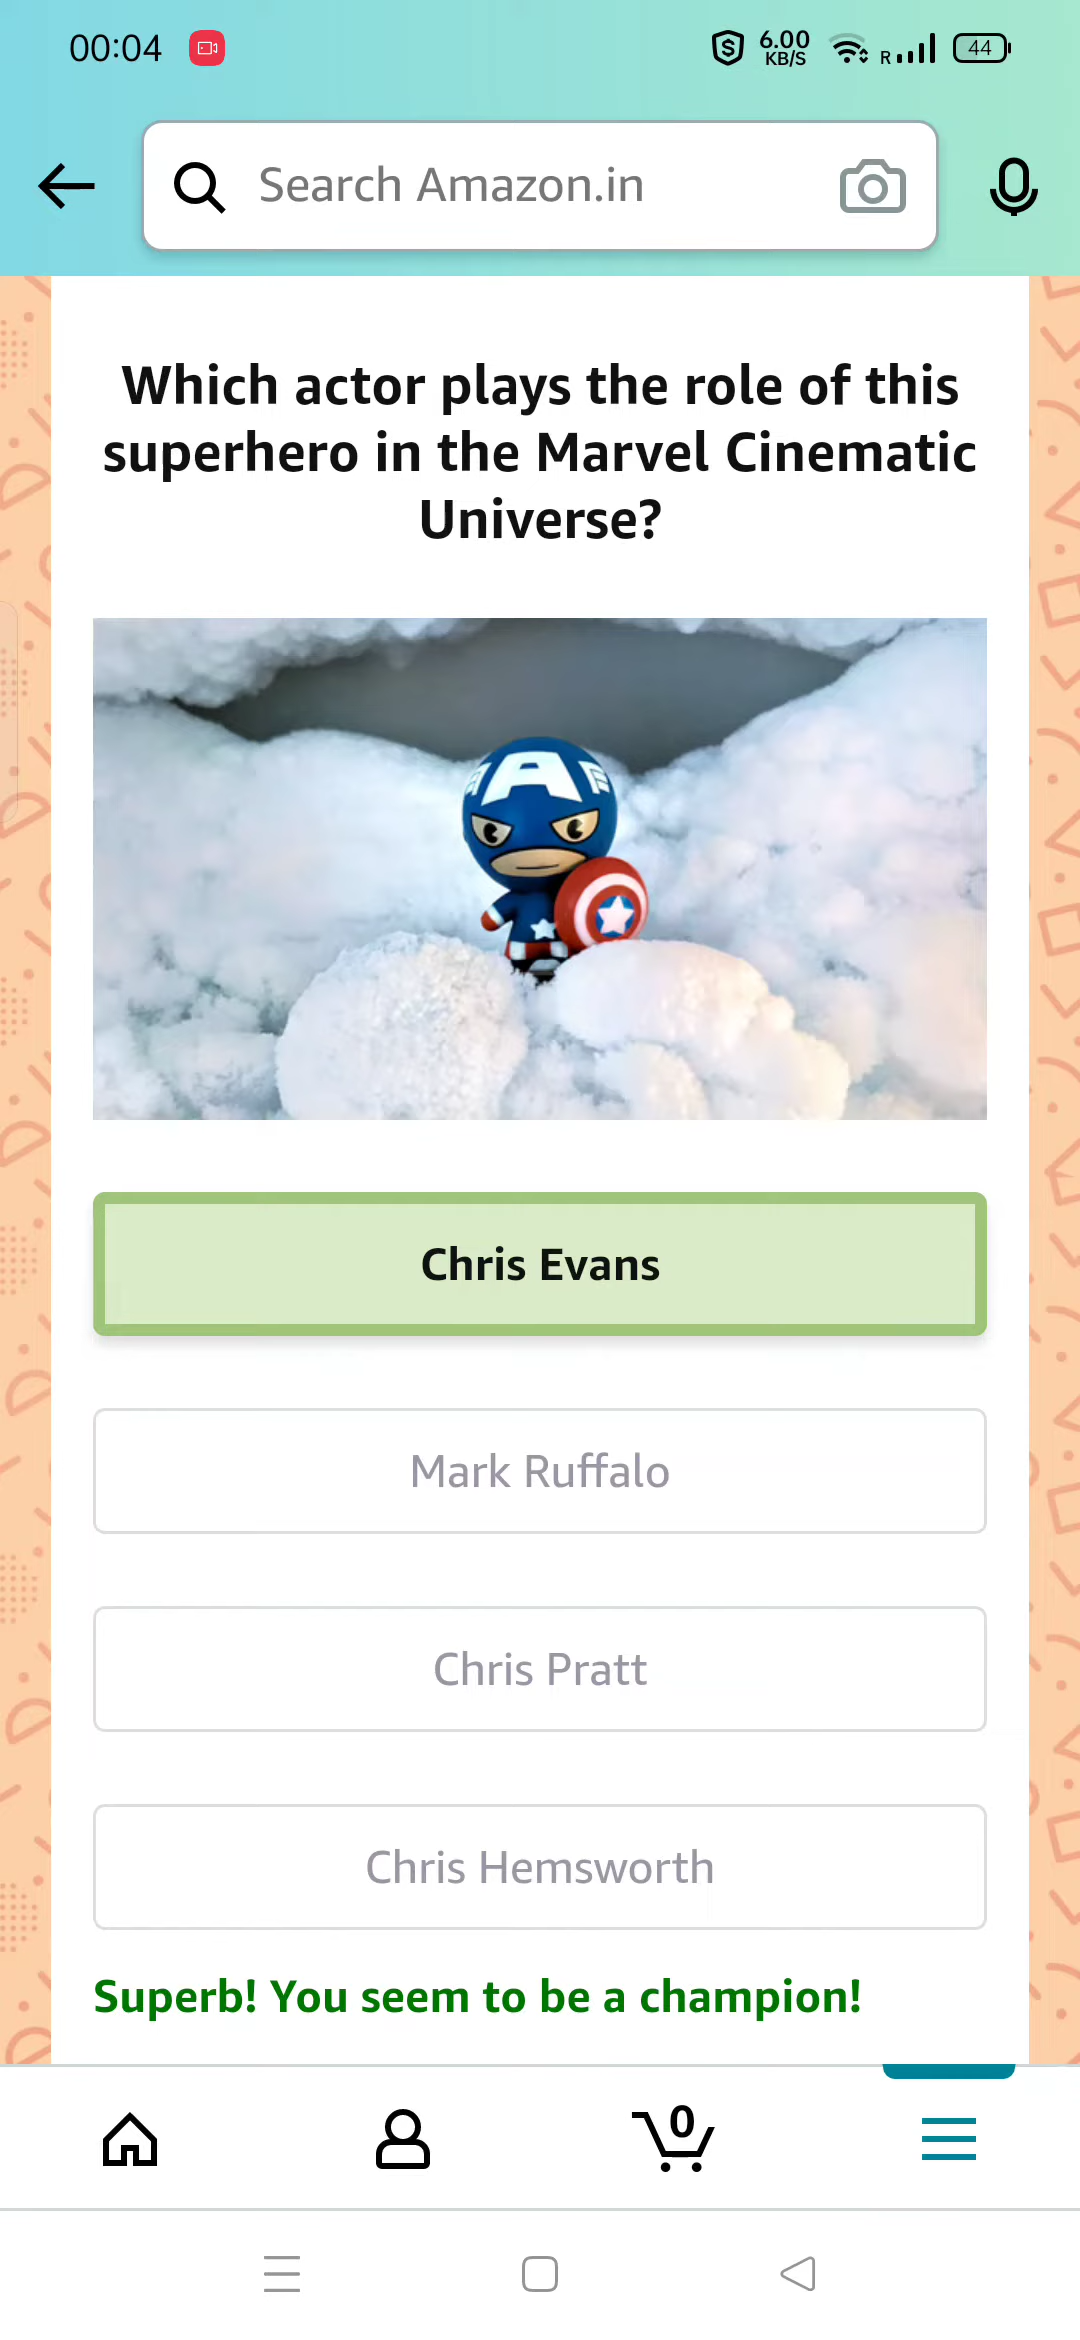 00:04
6.00
KB/S
R
44
Search Amazon.in
Which actor plays the role of this
superhero in the Marvel Cinematic
Universe?
A
Chris Evans
Mark Ruffalo
Chris Pratt
Chris Hemsworth
Superb! You seem to be a champion!
0